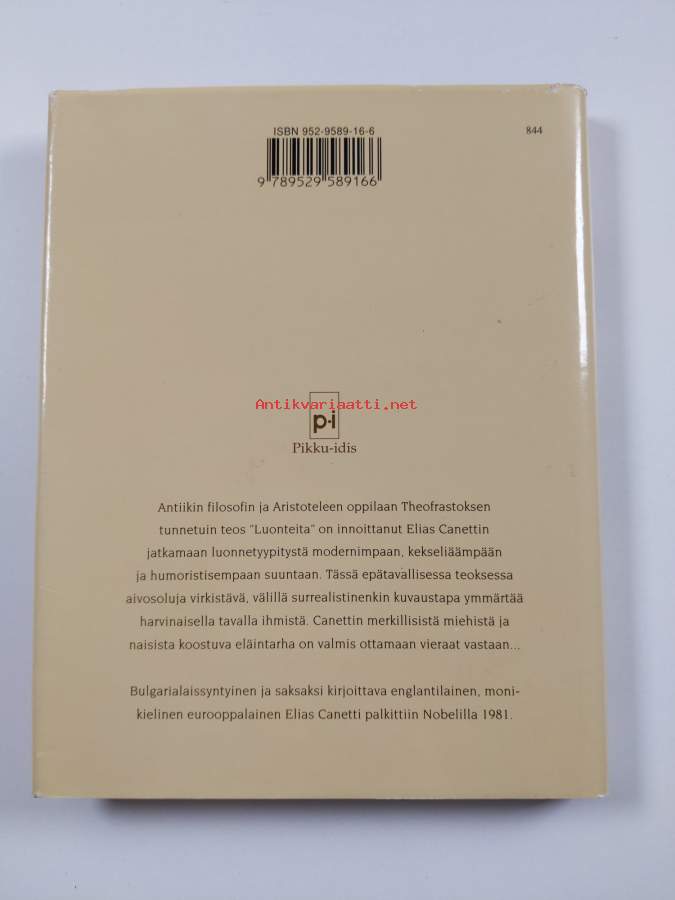 ISBN 952-9589-16-6
844
9 789529 589166
Antikvariaatti.net
p-i
Pikku-idis
Antiikin filosofin ja Aristoteleen oppilaan Theofrastoksen
tunnetuin teos "Luonteita" on innoittanut Elias Canettin
jatkamaan luonnetyypitystä modernimpaan, kekseliäämpään
ja humoristisempaan suuntaan. Tässä epätavallisessa teoksessa
aivosoluja virkistävä, välillä surrealistinenkin kuvaustapa ymmärtää
harvinaisella tavalla ihmistä. Canettin merkillisistä miehistä ja
naisista koostuva eläintarha on valmis ottamaan vieraat vastaan...
Bulgarialaissyntyinen ja saksaksi kirjoittava englantilainen, moni-
kielinen eurooppalainen Elias Canetti palkittiin Nobelilla 1981.